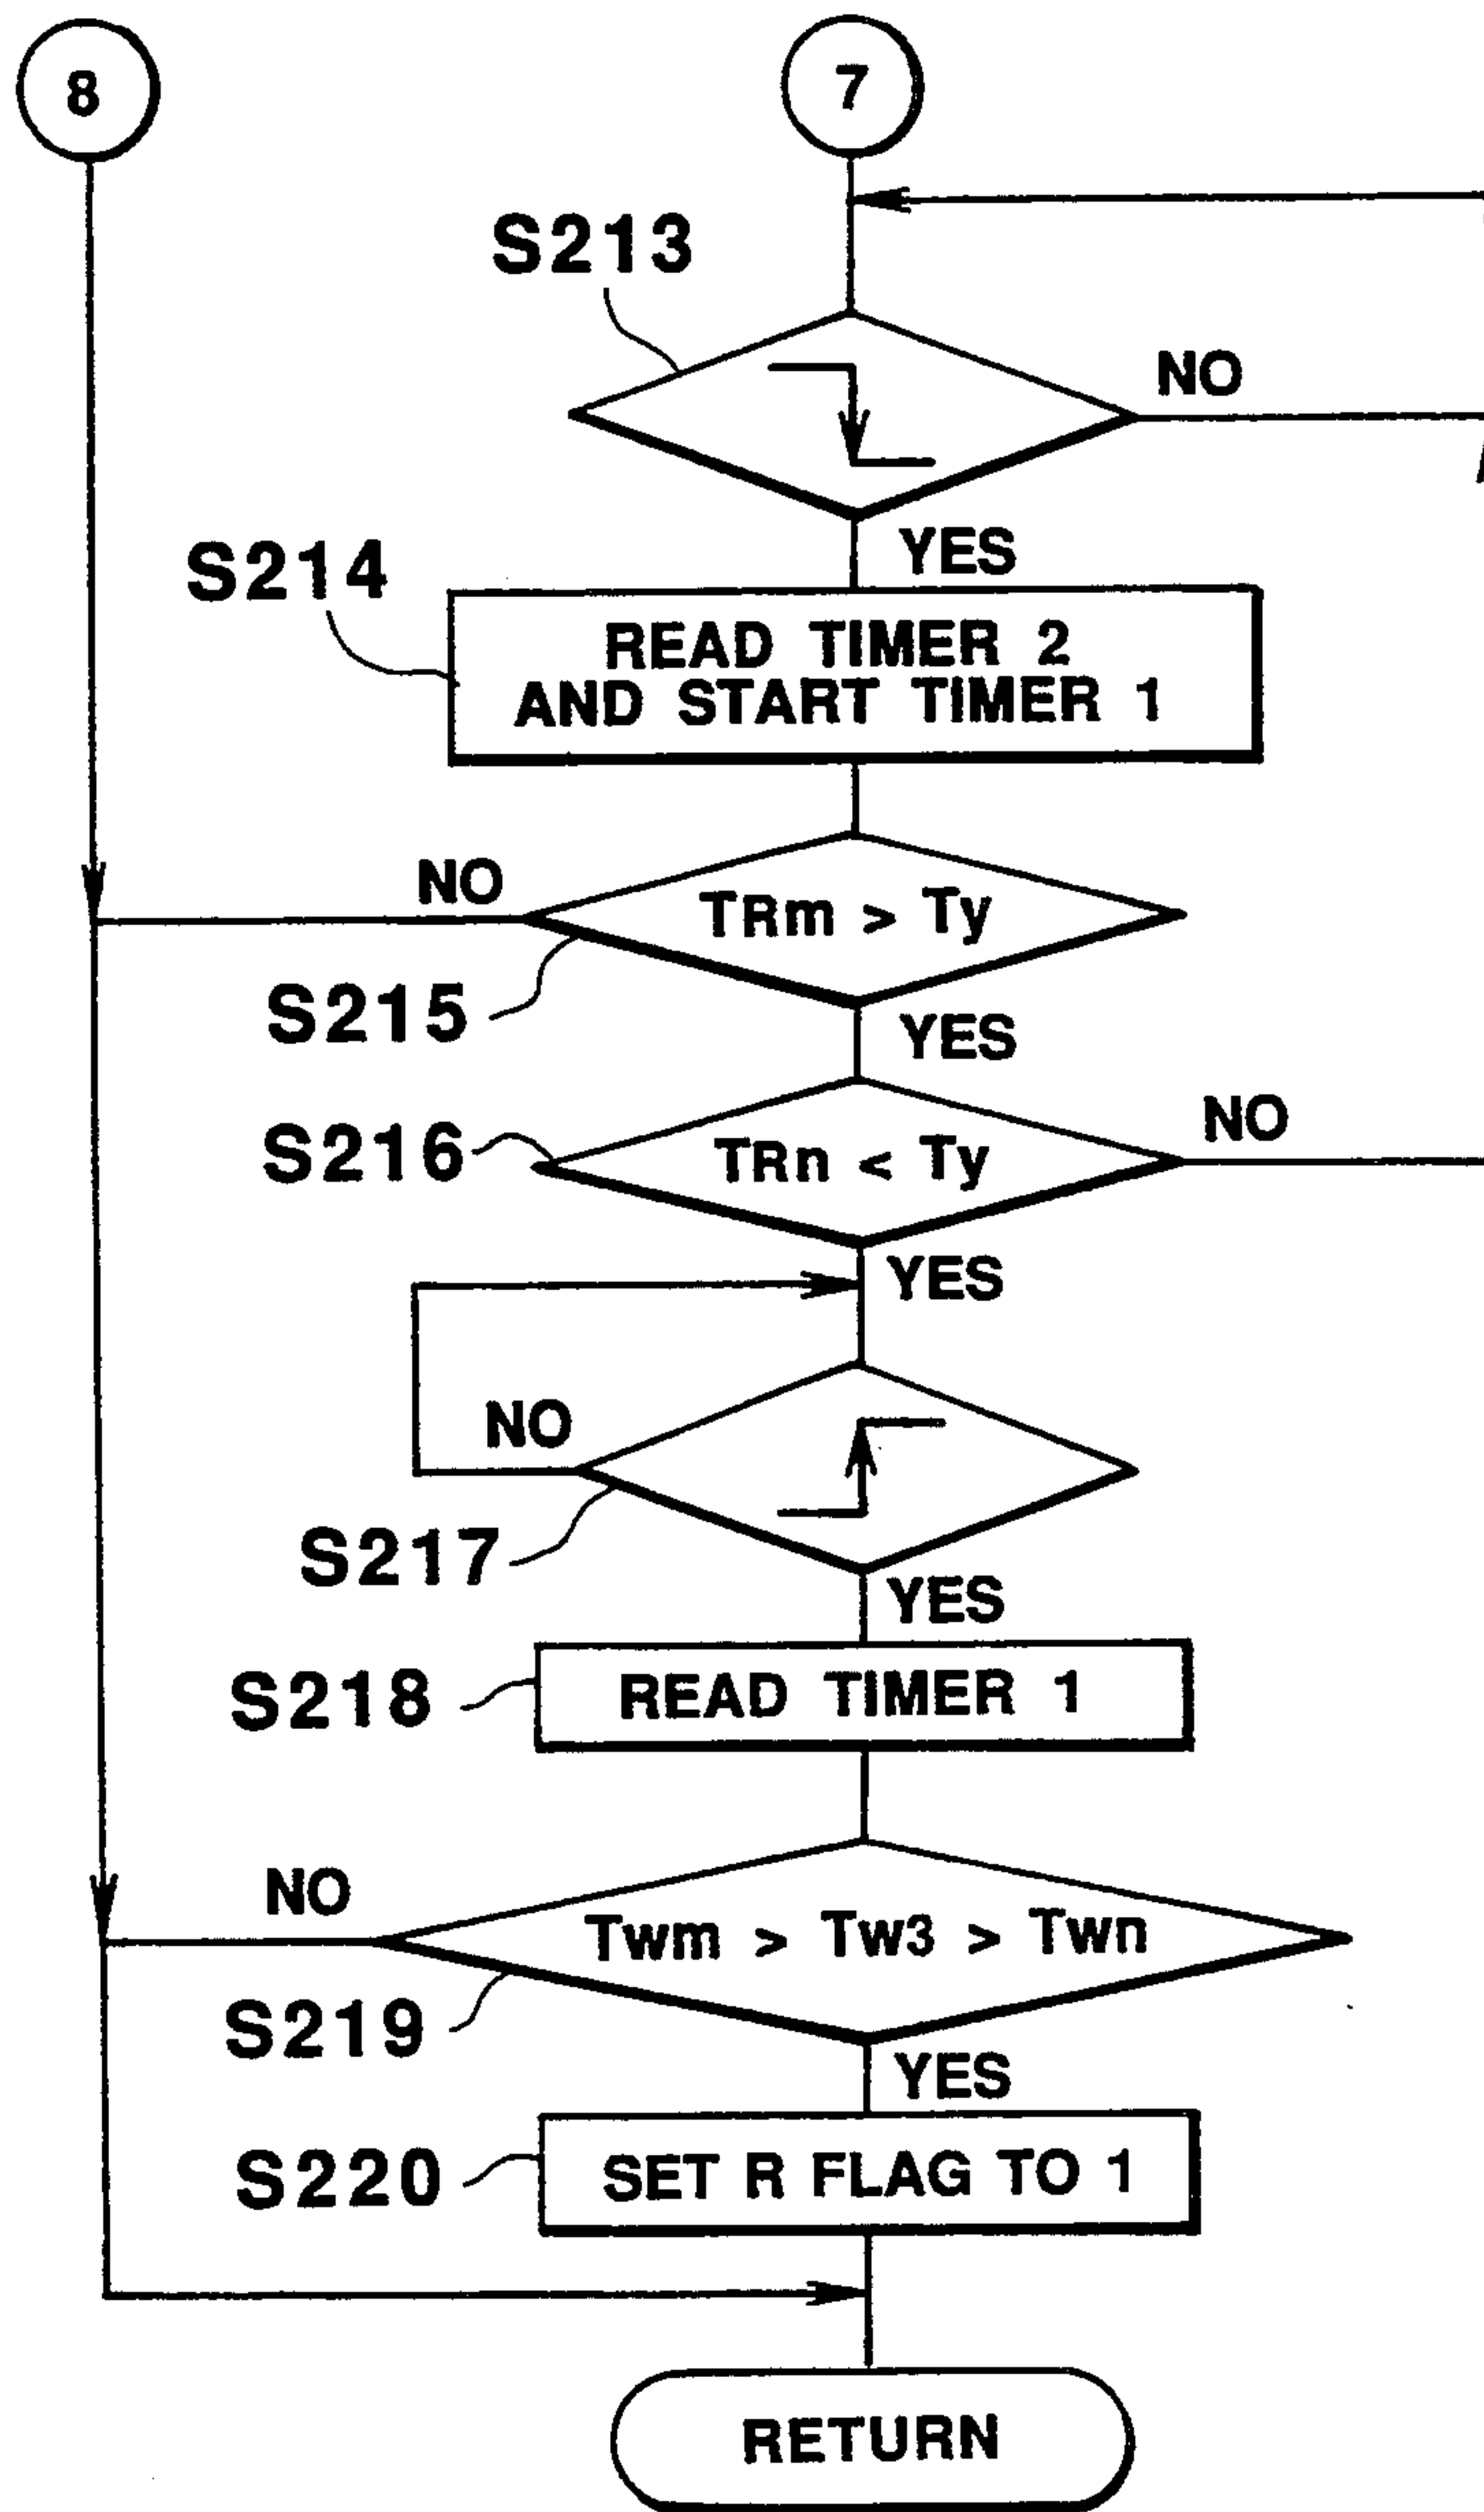 8
7
S213
NO
YES
S214
READ TIMER 2
AND START TIMER 1
NO
TRm > Ty
S215
YES
S216
TRn < Ty
NO
YES
NO
S217
YES
S218
READ TIMER 1
NO
Twm > Tw3 > Twn
S219
YES
S220
SET R FLAG TO 1
RETURN